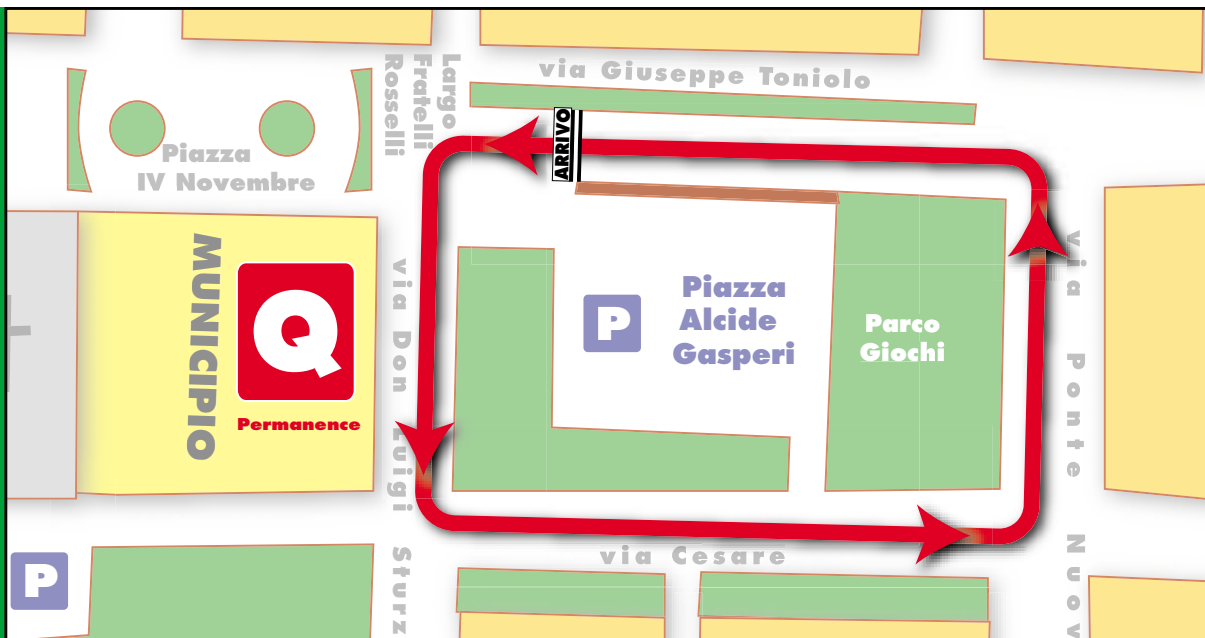 Largo
Fratelli
Rosselli
via Giuseppe Toniolo
ARRIVO
Piazza
IV Novembre
MUNICIPIO
Q
Permanence
via Don Luigi Sturz
P
Piazza
Alcide
Gasperi
Parco
Giochi
via Ponte Nuov
via Cesare
P